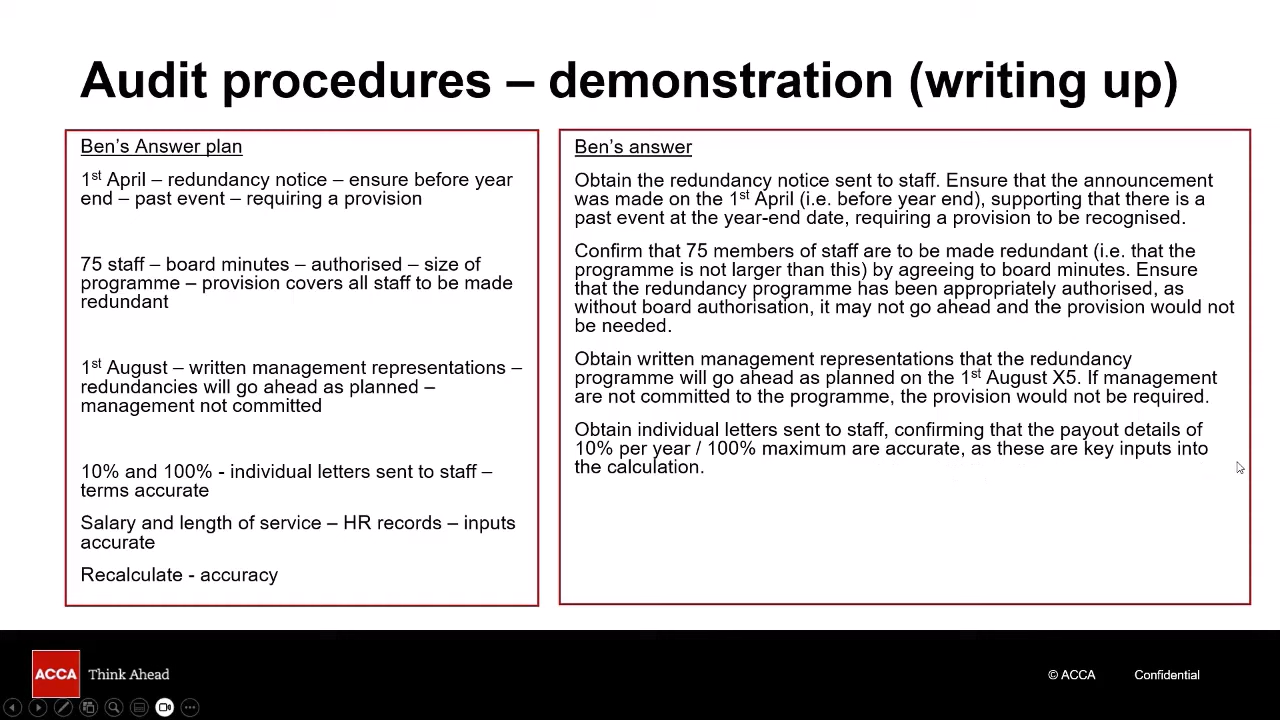 Audit procedures – demonstration (writing up)
Ben's Answer plan
1st April – redundancy notice – ensure before year
end – past event – requiring a provision
75 staff – board minutes – authorised – size of
programme – provision covers all staff to be made
redundant
1st August – written management representations –
redundancies will go ahead as planned –
management not committed
10% and 100% - individual letters sent to staff –
terms accurate
Salary and length of service – HR records – inputs
accurate
Recalculate - accuracy
Ben's answer
Obtain the redundancy notice sent to staff. Ensure that the announcement
was made on the 1st April (i.e. before year end), supporting that there is a
past event at the year-end date, requiring a provision to be recognised.
Confirm that 75 members of staff are to be made redundant (i.e. that the
programme is not larger than this) by agreeing to board minutes. Ensure
that the redundancy programme has been appropriately authorised, as
without board authorisation, it may not go ahead and the provision would not
be needed.
Obtain written management representations that the redundancy
programme will go ahead as planned on the 1st August X5. If management
are not committed to the programme, the provision would not be required.
Obtain individual letters sent to staff, confirming that the payout details of
10% per year / 100% maximum are accurate, as these are key inputs into
the calculation.
ACCA
Think Ahead
© ACCA
Confidential